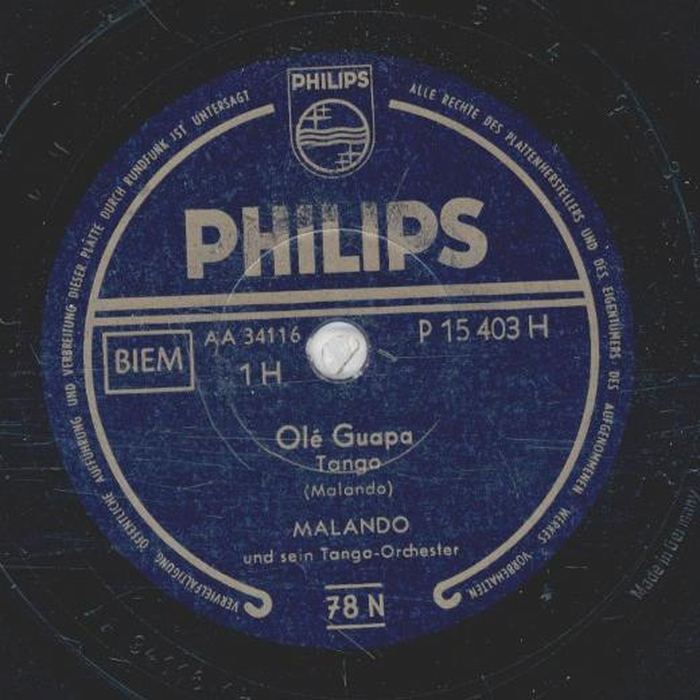 PHILIPS
PHILIPS
BIEM
AA 34116
1 H
P 15 403 H
Olé Guapa
Tango
(Malando)
MALANDO
und sein Tango-Orchester
78 N
ALLE RECHTE DES PLATTENHERSTELLERS UND DES EIGENTÜMERS DES AUFGENOMMENEN WERKES VORBEHALTEN
VERVIELFÄLTIGUNG ÖFFENTLICHE AUFFÜHRUNG UND VERBREITUNG DIESER PLATTE DURCH RUNDFUNK IST UNTERSAGT
Made in Germany